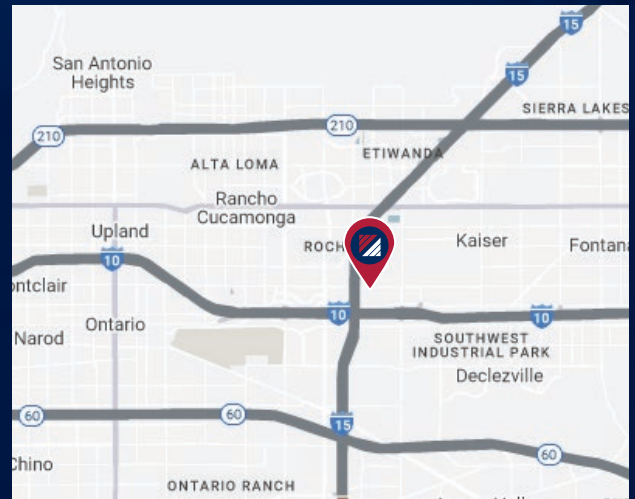 15
San Antonio
Heights
15
SIERRA LAKES
210
210
ETIWANDA
ALTA LOMA
Rancho
Cucamonga
Upland
ROCH
Kaiser
Fontana
10
ontclair
10
10
Ontario
Narod
SOUTHWEST
INDUSTRIAL PARK
Declezville
60
60
15
60
Chino
ONTARIO RANCH